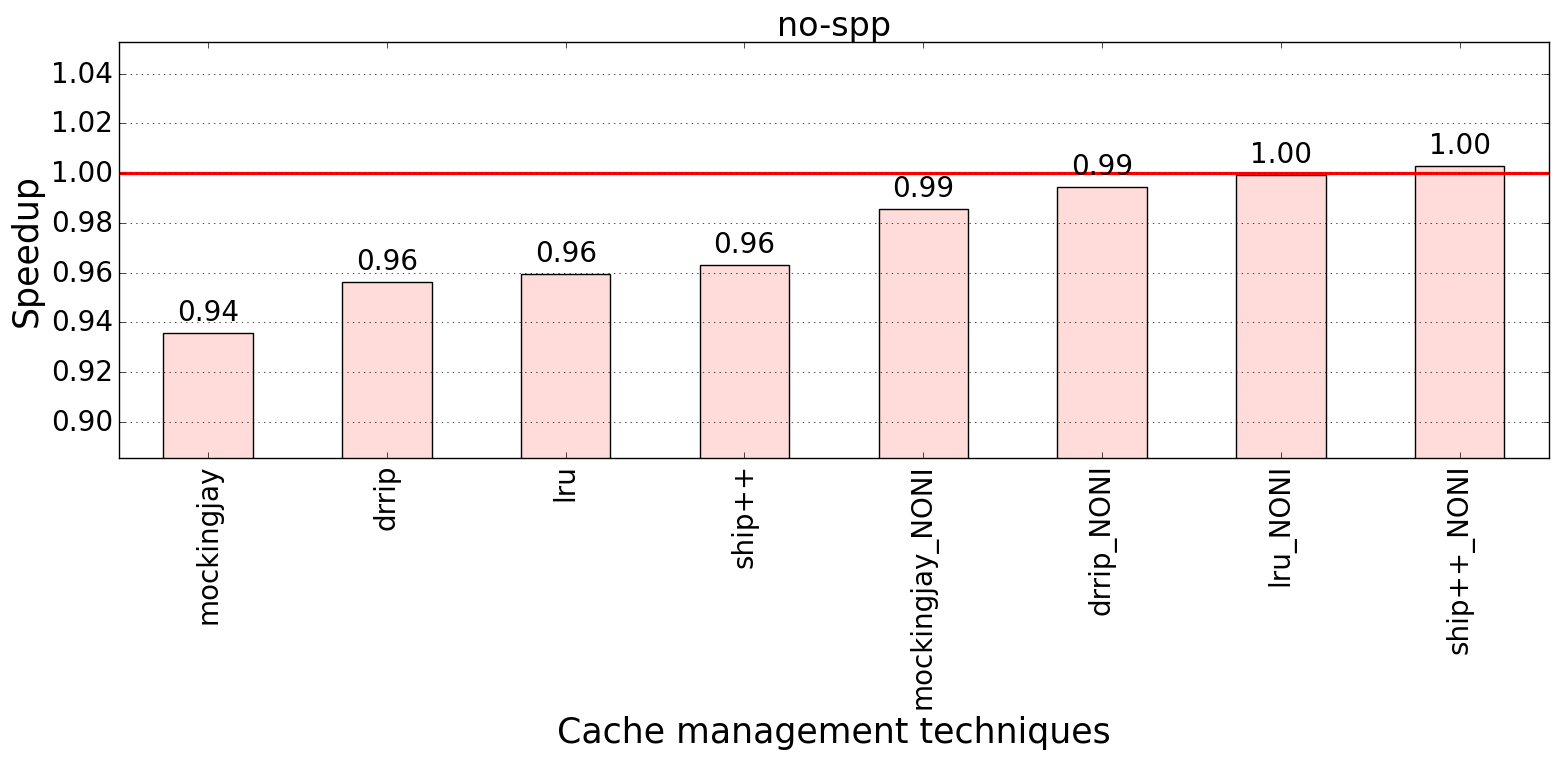 no-spp
Speedup
1.04
1.02
1.00
0.98
0.96
0.94
0.92
0.90
0.94
0.96
0.96
0.96
0.99
0.99
1.00
1.00
mockingjay
drrip
lru
ship++
mockingjay_NONI
drrip_NONI
lru_NONI
ship++_NONI
Cache management techniques